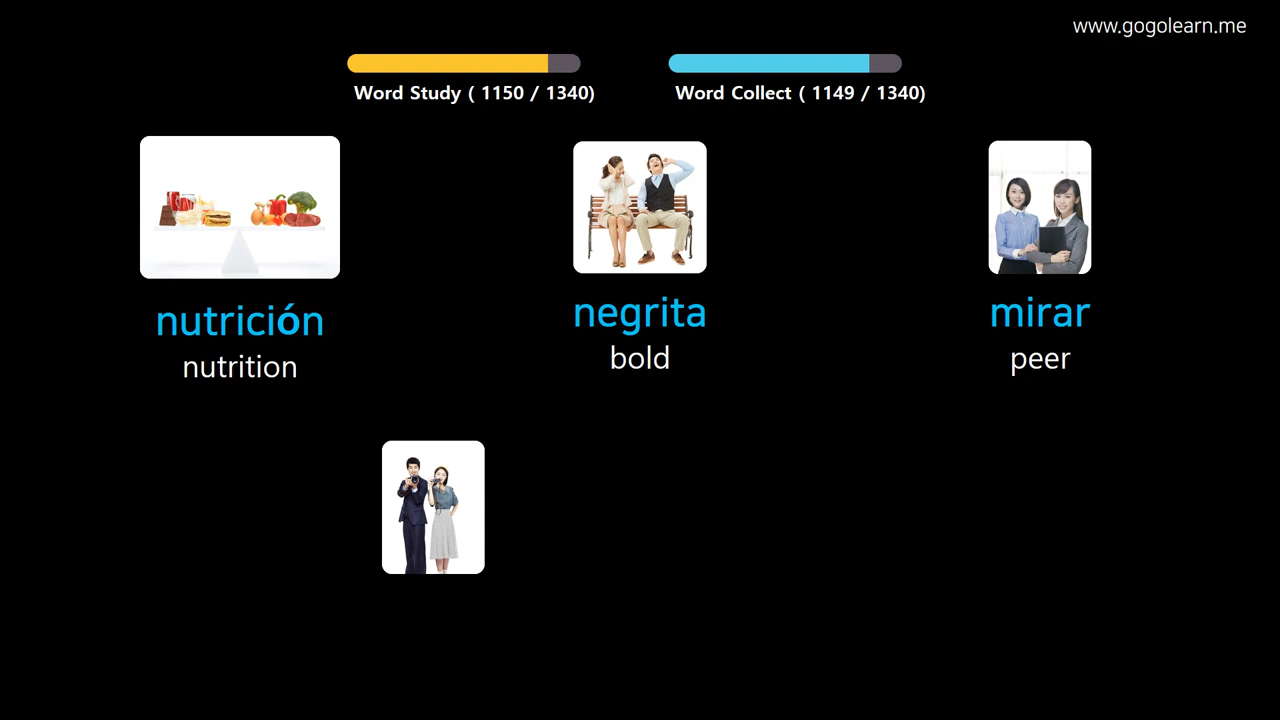 www.gogolearn.me
Word Study ( 1150 / 1340)
Word Collect ( 1149 / 1340)
nutrición
nutrition
negrita
bold
mirar
peer